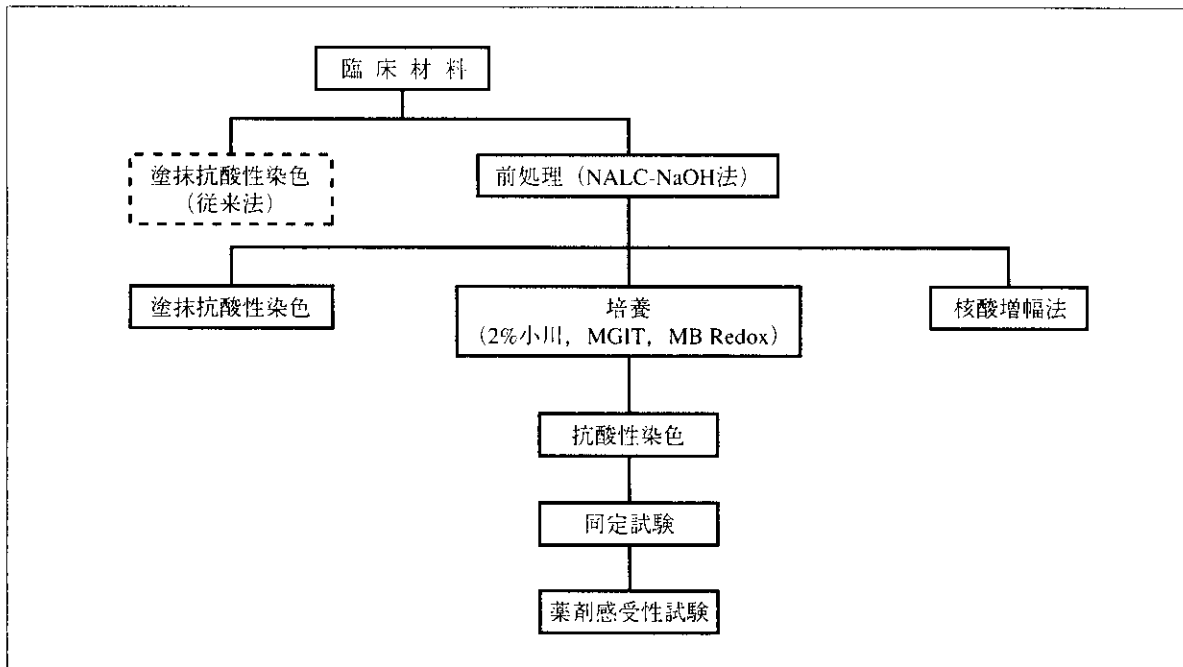 臨床材料
塗抹抗酸性染色
(従来法)
前処理(NALC-NaOH法)
塗抹抗酸性染色
培養
(2%小川,MGIT,MB Redox)
核酸増幅法
抗酸性染色
同定試験
薬剤感受性試験